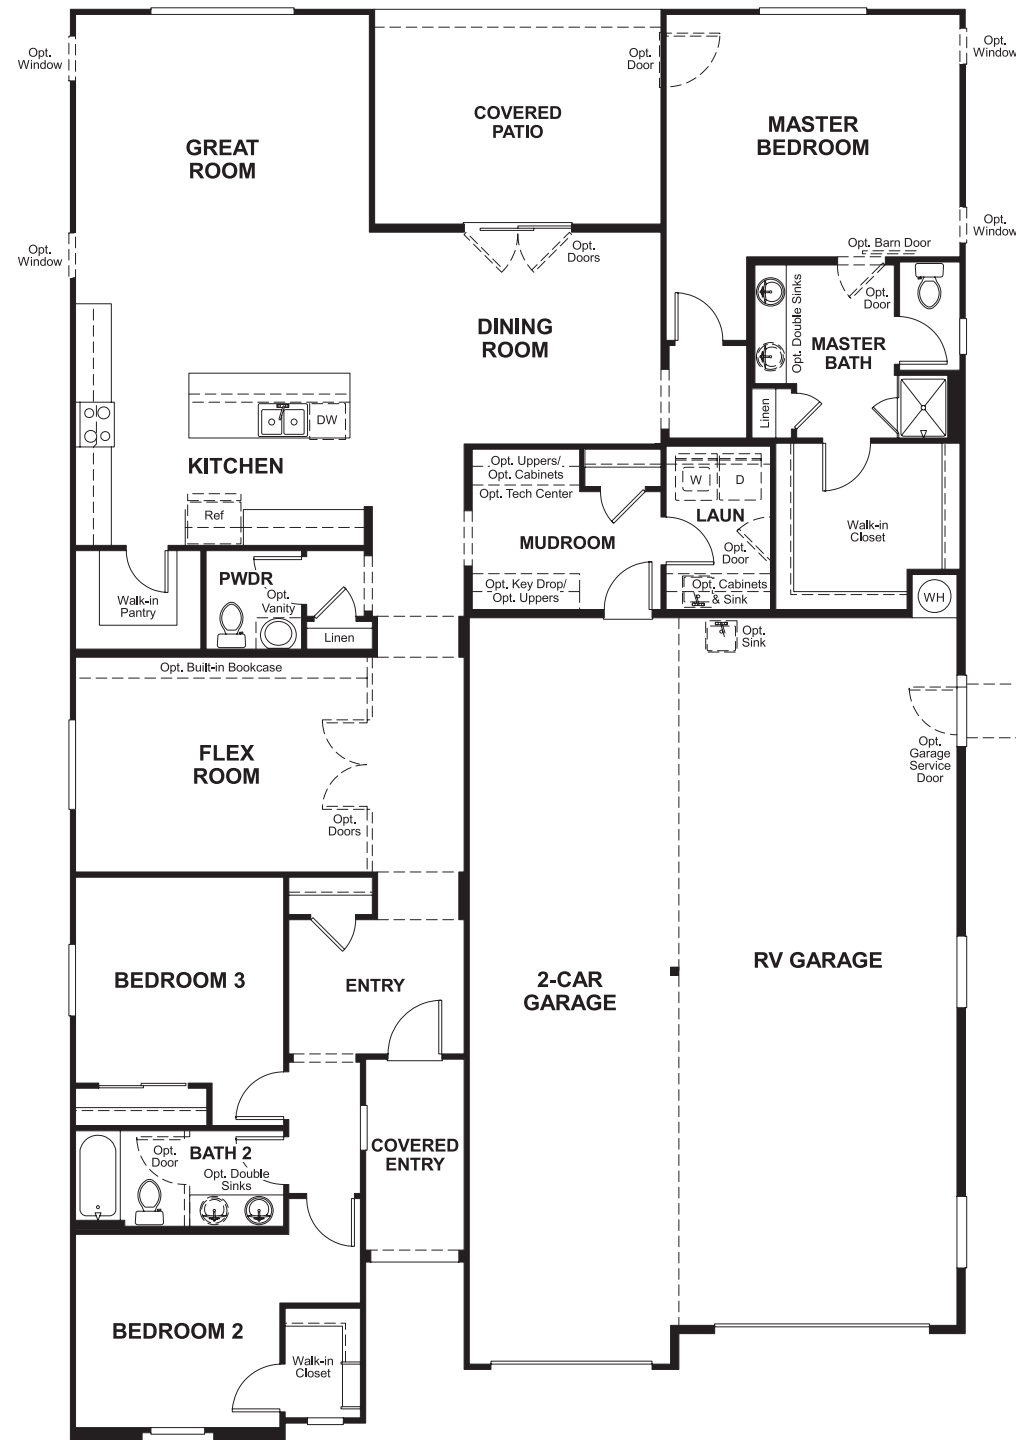 Opt.
Window
Opt.
Door
Opt.
Window
COVERED
PATIO
GREAT
ROOM
MASTER
BEDROOM
Opt.
Window
Opt.
Doors
Opt.
Window
Opt. Barn Door
DINING
ROOM
Opt. Double Sinks
Opt.
Door
MASTER
BATH
Linen
DW
KITCHEN
Opt. Uppers/
Opt. Cabinets
Opt. Tech Center
W
D
Ref
LAUN
Walk-in
Closet
MUDROOM
Opt.
Door
PWDR
Opt.
Vanity
Walk-in
Pantry
Linen
Opt. Key Drop/
Opt. Uppers
Opt. Cabinets
& Sink
WH
Opt.
Sink
Opt. Built-in Bookcase
FLEX
ROOM
Opt.
Doors
Opt.
Garage
Service
Door
BEDROOM 3
ENTRY
2-CAR
GARAGE
RV GARAGE
Opt.
Door
BATH 2
Opt. Double
Sinks
COVERED
ENTRY
BEDROOM 2
Walk-in
Closet